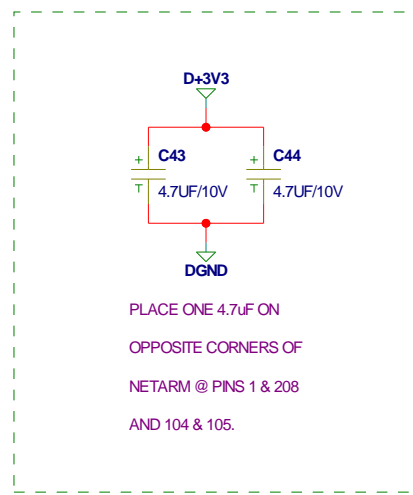 D+3V3
+ C43 + C44
T 4.7UF/10V T 4.7UF/10V
DGND
PLACE ONE 4.7uF ON
OPPOSITE CORNERS OF
NETARM @ PINS 1 & 208
AND 104 & 105.